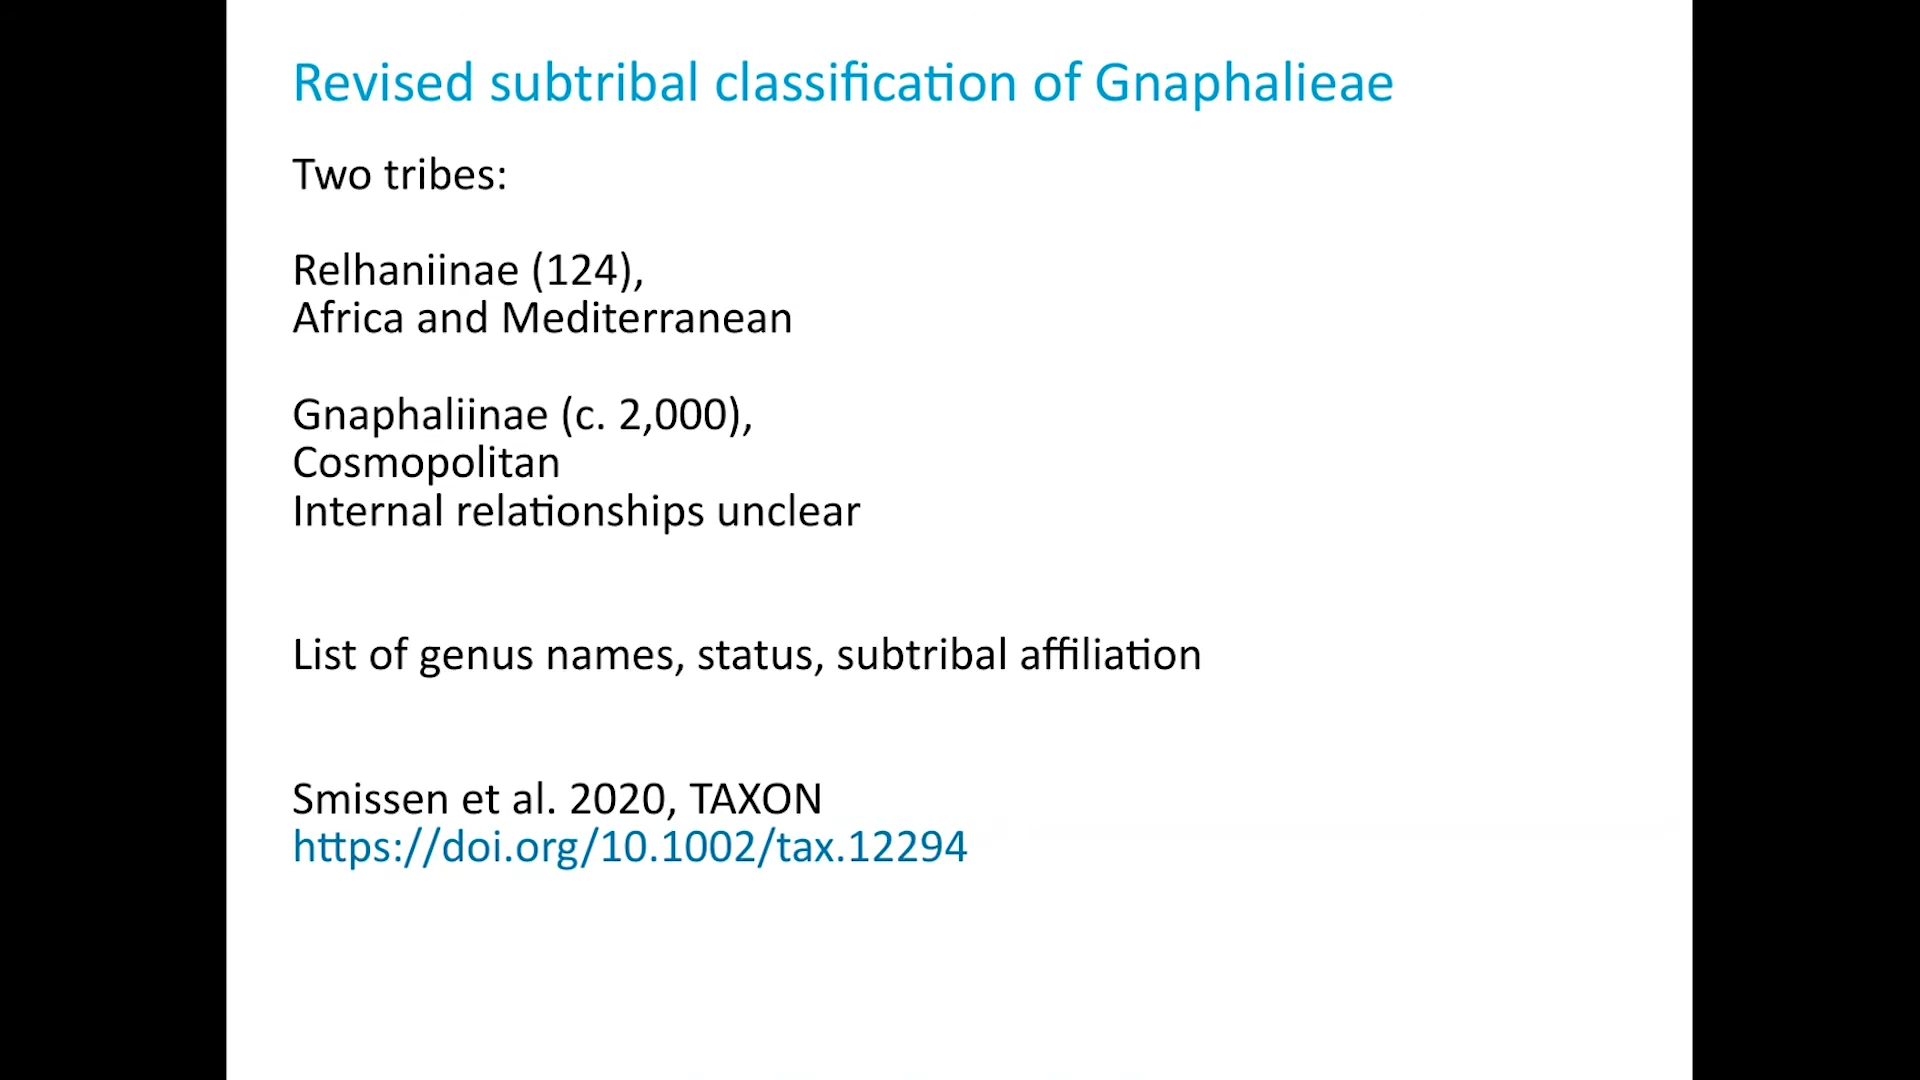 Revised subtribal classification of Gnaphalieae
Two tribes:
Relhaniinae (124),
Africa and Mediterranean
Gnaphaliinae (c. 2,000),
Cosmopolitan
Internal relationships unclear
List of genus names, status, subtribal affiliation
Smissen et al. 2020, TAXON
https://doi.org/10.1002/tax.12294